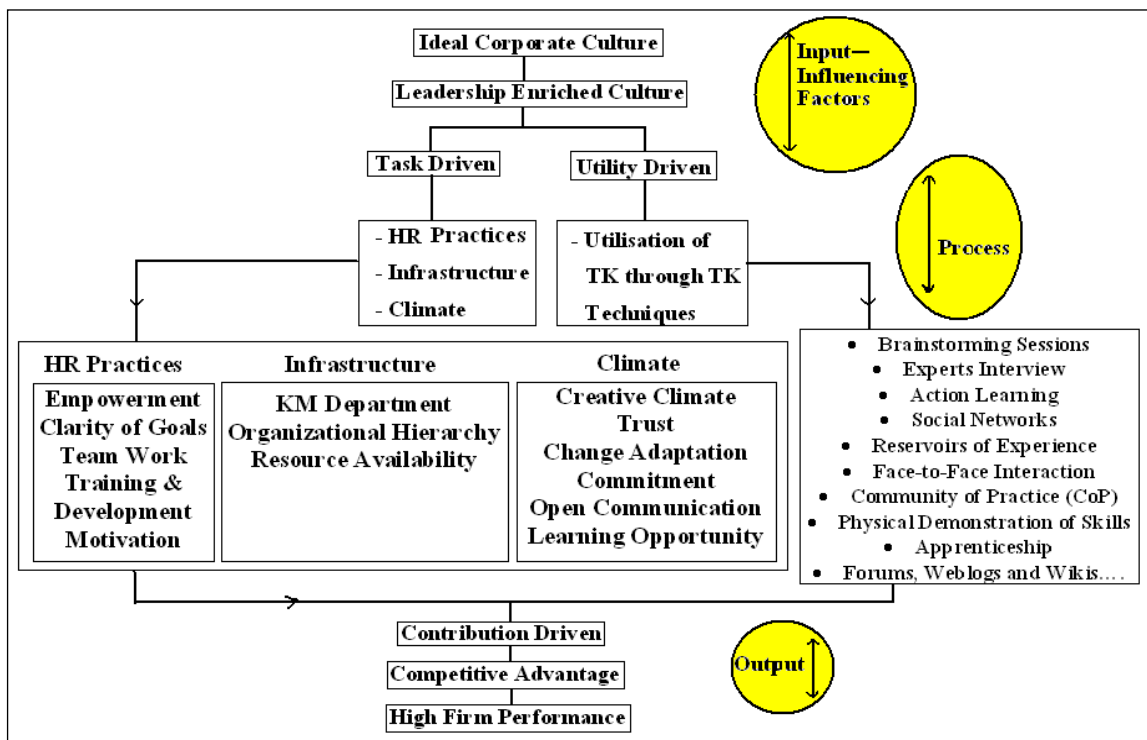 Ideal Corporate Culture
Leadership Enriched Culture
Input—
Influencing
Factors
Task Driven
Utility Driven
- HR Practices
- Infrastructure
- Climate
- Utilisation of
TK through TK
Techniques
Process
HR Practices
Empowerment
Clarity of Goals
Team Work
Training &
Development
Motivation
Infrastructure
KM Department
Organizational Hierarchy
Resource Availability
Climate
Creative Climate
Trust
Change Adaptation
Commitment
Open Communication
Learning Opportunity
• Brainstorming Sessions
• Experts Interview
• Action Learning
• Social Networks
• Reservoirs of Experience
• Face-to-Face Interaction
• Community of Practice (CoP)
• Physical Demonstration of Skills
• Apprenticeship
• Forums, Weblogs and Wikis....
Contribution Driven
Competitive Advantage
High Firm Performance
Output